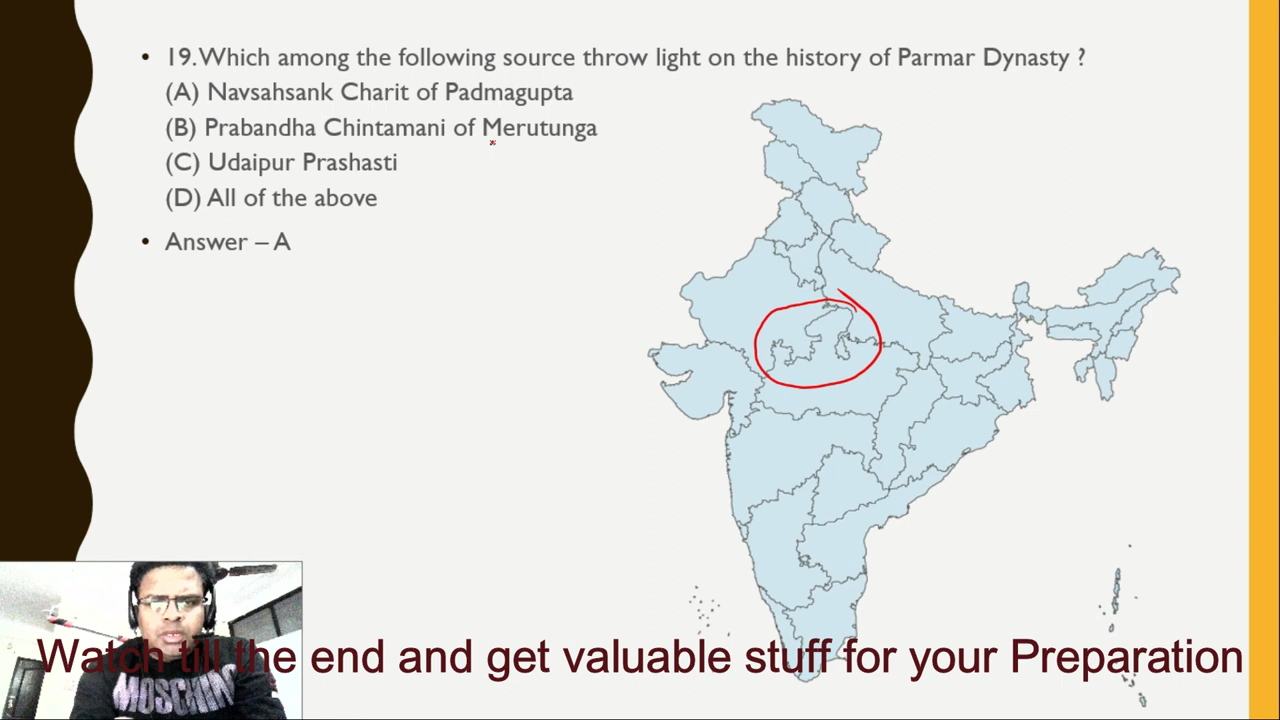 • 19.Which among the following source throw light on the history of Parmar Dynasty ?
(A) Navsahsank Charit of Padmagupta
(B) Prabandha Chintamani of Merutunga
(C) Udaipur Prashasti
(D) All of the above
• Answer – A
MOSCHIN
Watch till the end and get valuable stuff for your Preparation